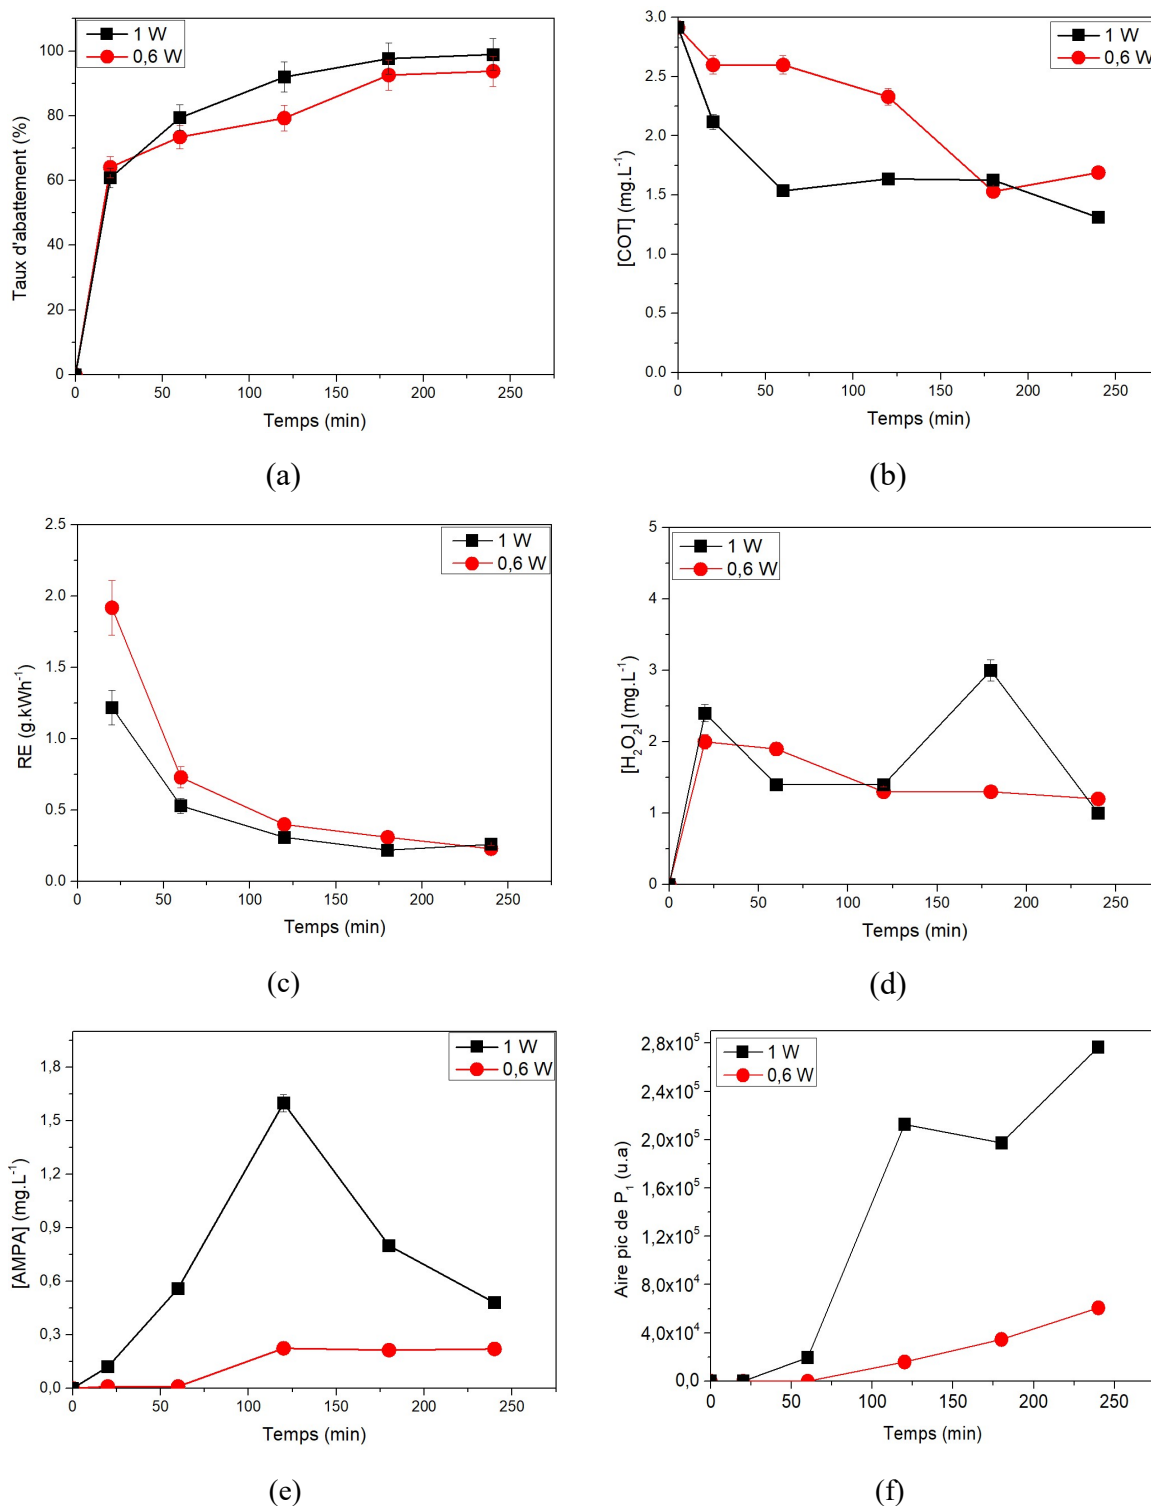 1 W
0,6 W
100
80
60
40
20
0
Taux d'abattement (%)
0 50 100 150 200 250
Temps (min)
(a)
1 W
0,6 W
3.0
2.5
2.0
1.5
1.0
0.5
0.0
[COT] (mg.L⁻¹)
0 50 100 150 200 250
Temps (min)
(b)
1 W
0,6 W
2.5
2.0
1.5
1.0
0.5
0.0
RE (g.kWh⁻¹)
0 50 100 150 200 250
Temps (min)
(c)
1 W
0,6 W
5
4
3
2
1
0
[H₂O₂] (mg.L⁻¹)
0 50 100 150 200 250
Temps (min)
(d)
1 W
0,6 W
1,8
1,5
1,2
0,9
0,6
0,3
0,0
[AMPA] (mg.L⁻¹)
0 50 100 150 200 250
Temps (min)
(e)
1 W
0,6 W
2,8x10⁵
2,4x10⁵
2,0x10⁵
1,6x10⁵
1,2x10⁵
8,0x10⁴
4,0x10⁴
0,0
Aire pic de P₁ (u.a)
0 50 100 150 200 250
Temps (min)
(f)